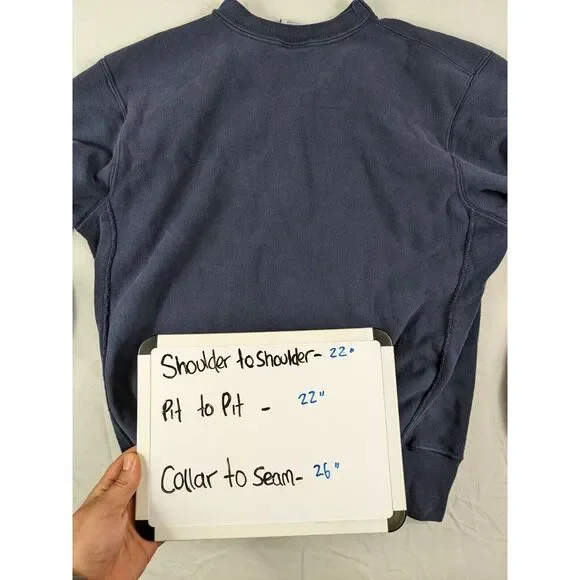 Shoulder to Shoulder- 22"
Pit to Pit - 22"
Collar to Seam- 26"